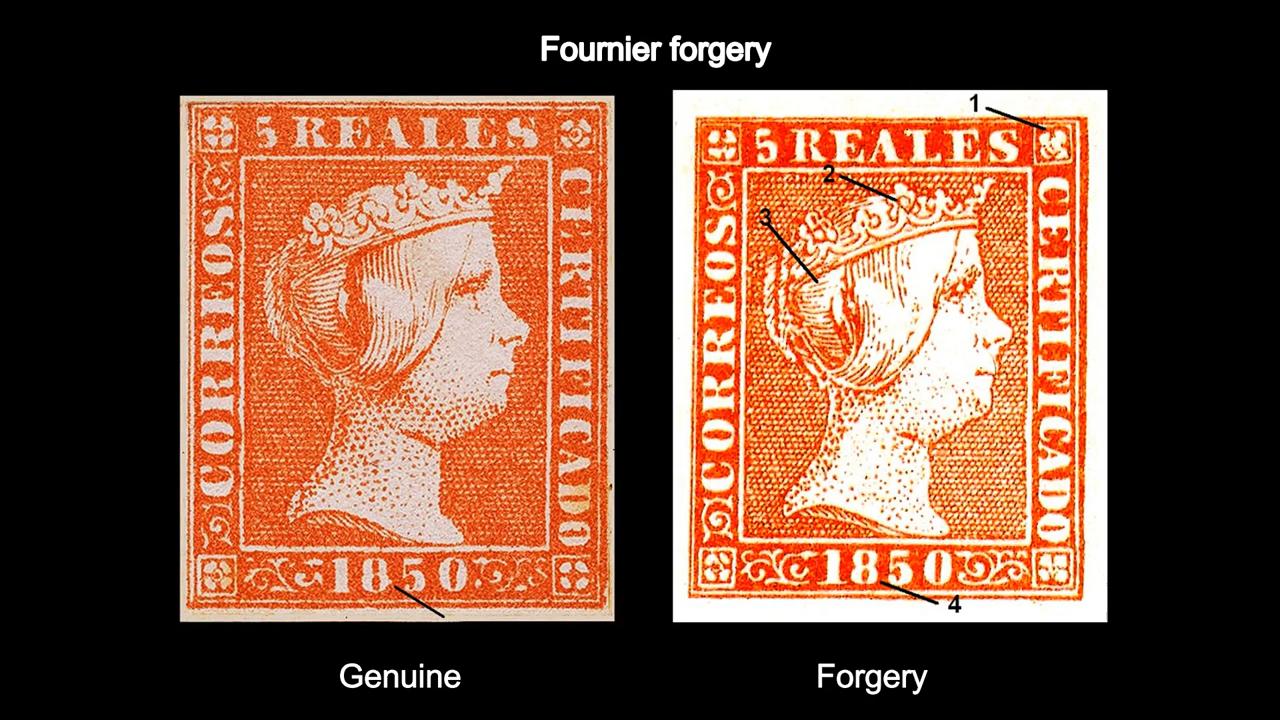 Fournier forgery
5 REALES
CORREOS
CERTIFICADO
1850
1
2
3
5 REALES
CORREOS
CERTIFICADO
1850
4
Genuine
Forgery